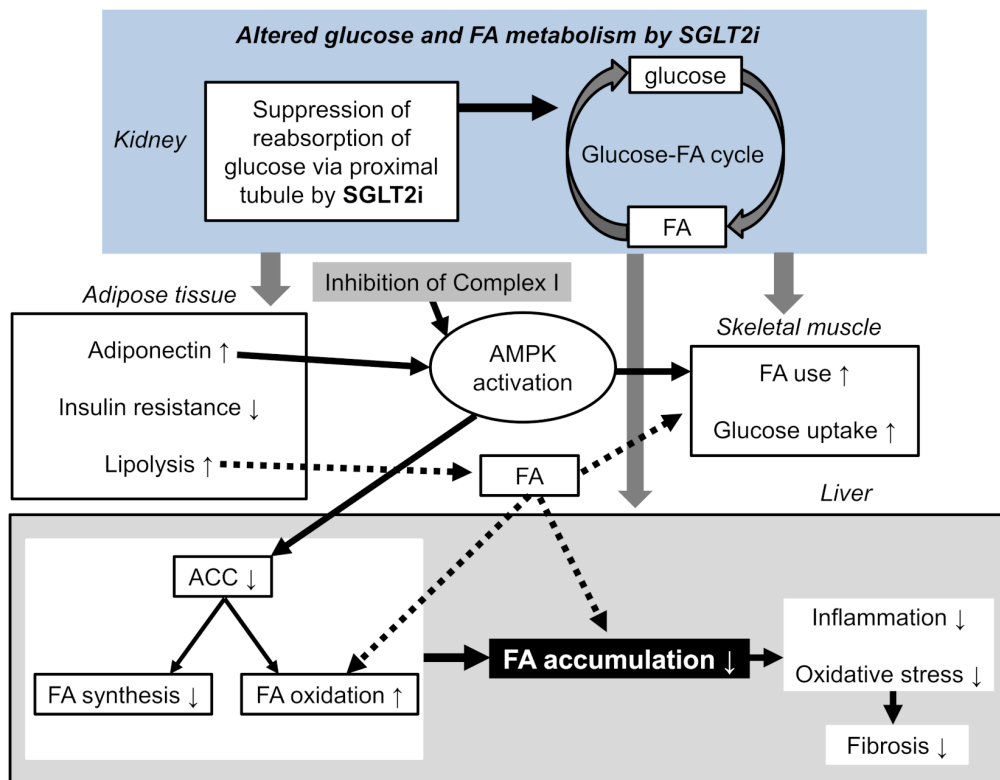 Altered glucose and FA metabolism by SGLT2i
Kidney
Suppression of
reabsorption of
glucose via proximal
tubule by SGLT2i
glucose
Glucose-FA cycle
FA
Inhibition of Complex I
Adipose tissue
Adiponectin ↑
Insulin resistance ↓
Lipolysis ↑
AMPK
activation
Skeletal muscle
FA use ↑
Glucose uptake ↑
FA
Liver
ACC ↓
FA synthesis ↓
FA oxidation ↑
FA accumulation ↓
Inflammation ↓
Oxidative stress ↓
Fibrosis ↓